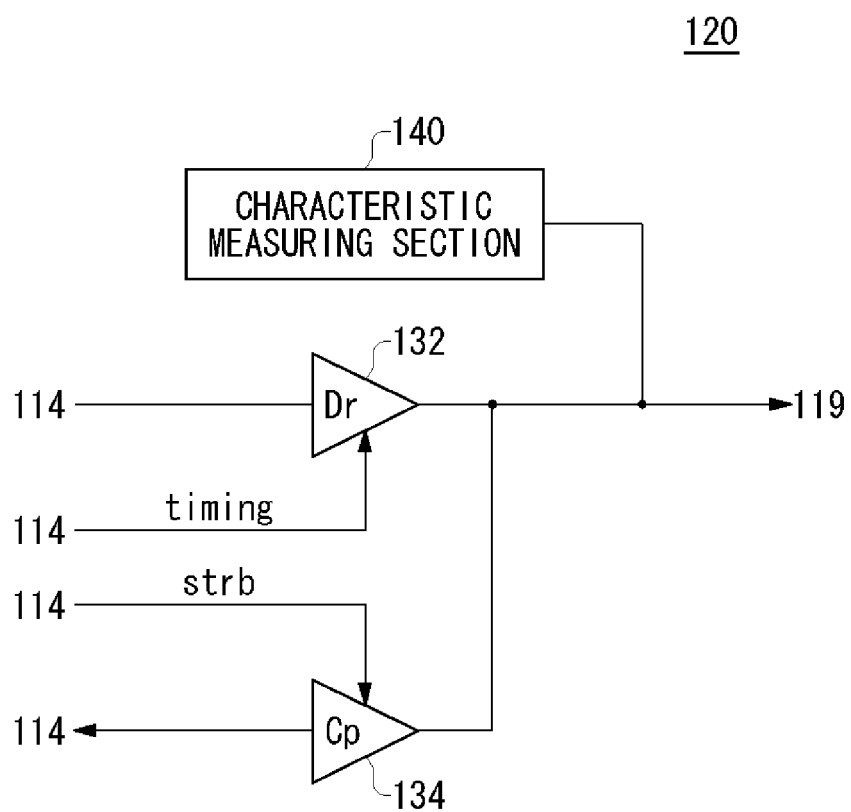 120
140
CHARACTERISTIC
MEASURING SECTION
132
114
Dr
119
114
timing
114
strb
114
Cp
134